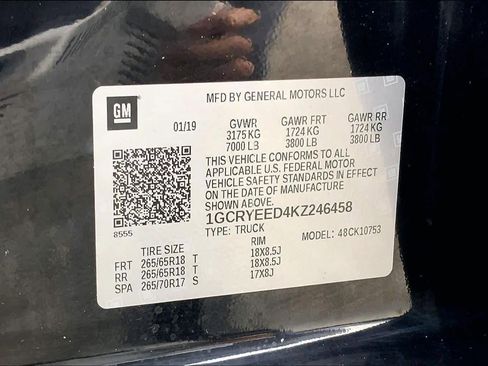 MFD BY GENERAL MOTORS LLC
GM
01/19
GVWR GAWR FRT GAWR RR
3175 KG 1724 KG 1724 KG
7000 LB 3800 LB 3800 LB
THIS VEHICLE CONFORMS TO ALL
APPLICABLE U.S. FEDERAL MOTOR
VEHICLE SAFETY STANDARDS IN EFFECT
ON THE DATE OF MANUFACTURE
SHOWN ABOVE.
1GCRYEED4KZ246458
8555
TYPE: TRUCK MODEL: 48CK10753
TIRE SIZE RIM
FRT 265/65R18 T 18X8.5J
RR 265/65R18 T 18X8.5J
SPA 265/70R17 S 17X8J